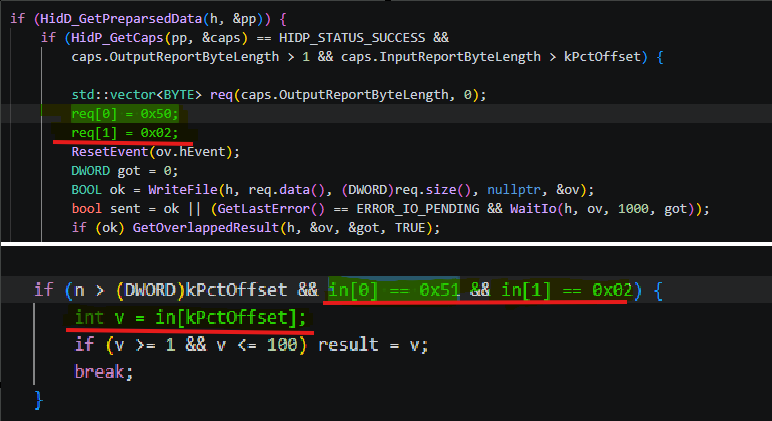 if (HidD_GetPreparsedData(h, &pp)) {
if (HidP_GetCaps(pp, &caps) == HIDP_STATUS_SUCCESS &&
caps.OutputReportByteLength > 1 && caps.InputReportByteLength > kPctOffset) {
std::vector<BYTE> req(caps.OutputReportByteLength, 0);
req[0] = 0x50;
req[1] = 0x02;
ResetEvent(ov.hEvent);
DWORD got = 0;
BOOL ok = WriteFile(h, req.data(), (DWORD)req.size(), nullptr, &ov);
bool sent = ok || (GetLastError() == ERROR_IO_PENDING && WaitIo(h, ov, 1000, got));
if (ok) GetOverlappedResult(h, &ov, &got, TRUE);
if (n > (DWORD)kPctOffset && in[0] == 0x51 && in[1] == 0x02) {
int v = in[kPctOffset];
if (v >= 1 && v <= 100) result = v;
break;
}